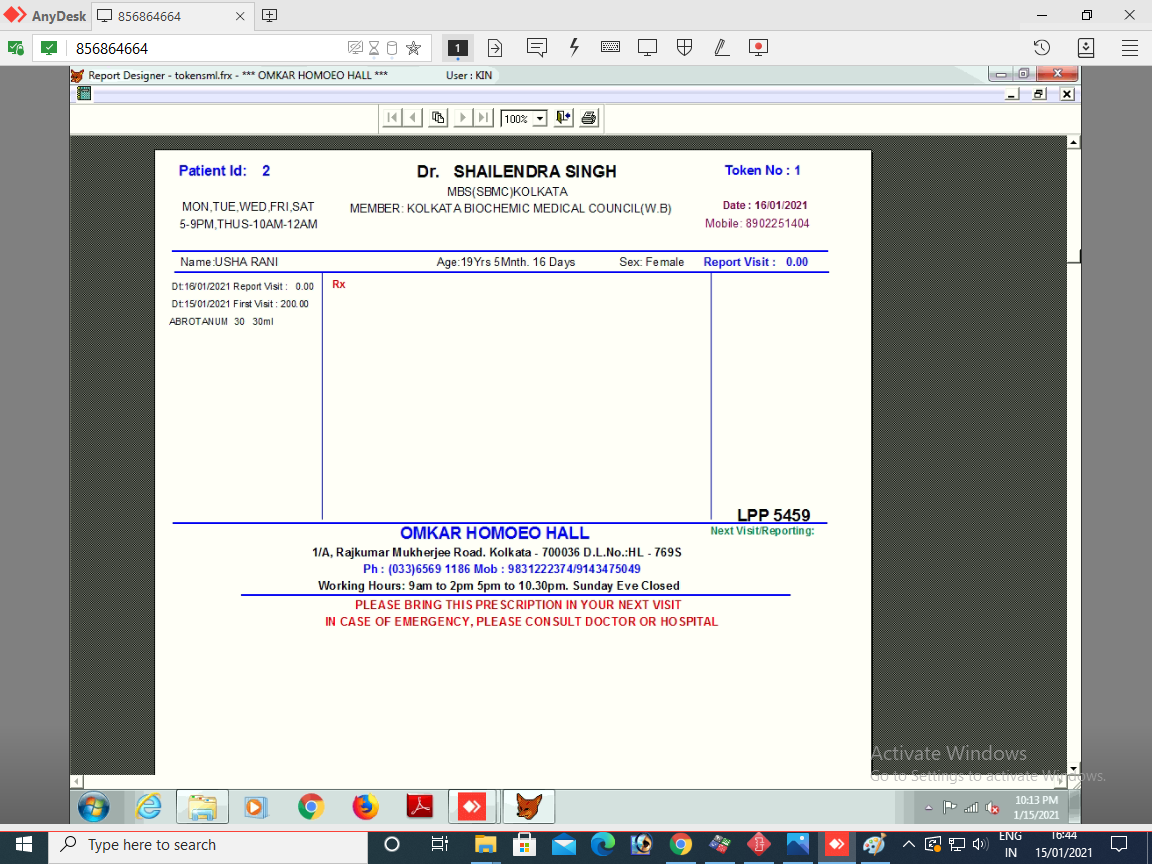 AnyDesk 856864664
856864664
1
Report Designer - tokensml.frx - *** OMKAR HOMOEO HALL *** User : KIN
100%
Patient Id: 2 Dr. SHAILENDRA SINGH Token No : 1
MBS(SBMC)KOLKATA
MON,TUE,WED,FRI,SAT MEMBER: KOLKATA BIOCHEMIC MEDICAL COUNCIL(W.B) Date : 16/01/2021
5-9PM,THUS-10AM-12AM Mobile: 8902251404
Name:USHA RANI Age:19Yrs 5Mnth. 16 Days Sex: Female Report Visit : 0.00
Dt:16/01/2021 Report Visit : 0.00 Rx
Dt:15/01/2021 First Visit : 200.00
ABROTANUM 30 30ml
LPP 5459
OMKAR HOMOEO HALL Next Visit/Reporting:
1/A, Rajkumar Mukherjee Road. Kolkata - 700036 D.L.No.:HL - 769S
Ph : (033)6569 1186 Mob : 9831222374/9143475049
Working Hours: 9am to 2pm 5pm to 10.30pm. Sunday Eve Closed
PLEASE BRING THIS PRESCRIPTION IN YOUR NEXT VISIT
IN CASE OF EMERGENCY, PLEASE CONSULT DOCTOR OR HOSPITAL
Activate Windows
Go to Settings to activate Windows.
10:13 PM
1/15/2021
Type here to search
ENG 16:44
IN 15/01/2021